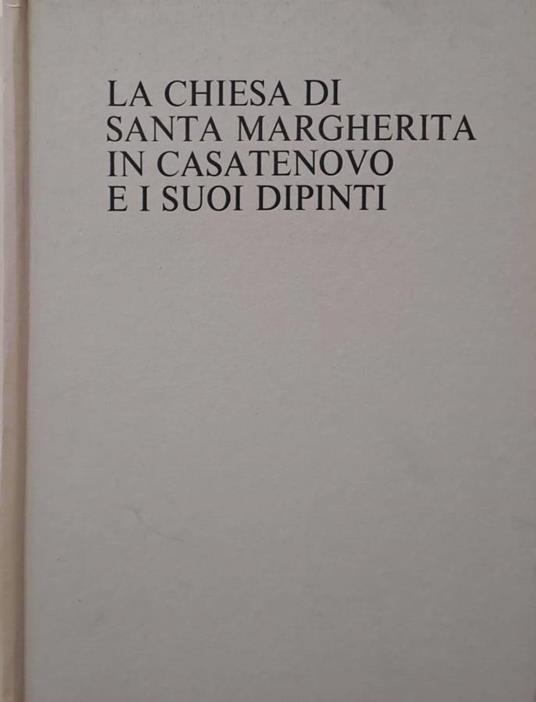 LA CHIESA DI
SANTA MARGHERITA
IN CASATENOVO
E I SUOI DIPINTI